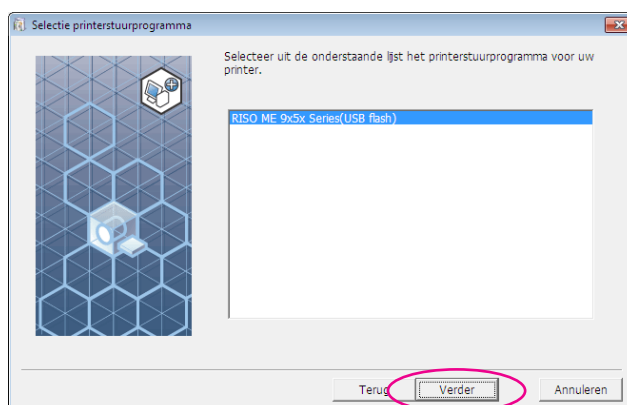 Selectie printerstuurprogramma
Selecteer uit de onderstaande lijst het printerstuurprogramma voor uw
printer.
RISO ME 9x5x Series(USB flash)
Terug Verder Annuleren